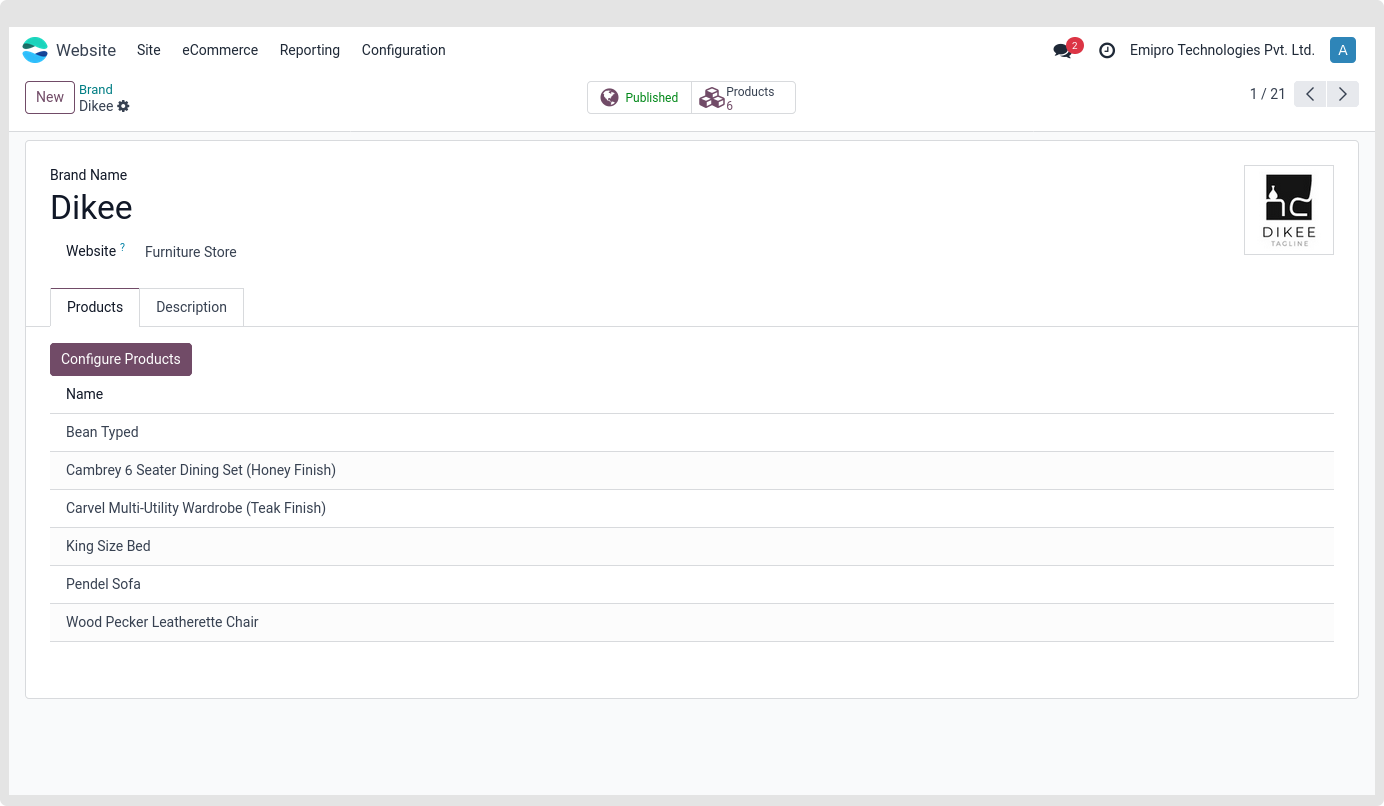 Website Site eCommerce Reporting Configuration 2 Emipro Technologies Pvt. Ltd. A
New Brand
Dikee
Published Products
6
1 / 21
Brand Name
Dikee
Website ? Furniture Store
DIKEE
TAGLINE
Products Description
Configure Products
Name
Bean Typed
Cambrey 6 Seater Dining Set (Honey Finish)
Carvel Multi-Utility Wardrobe (Teak Finish)
King Size Bed
Pendel Sofa
Wood Pecker Leatherette Chair